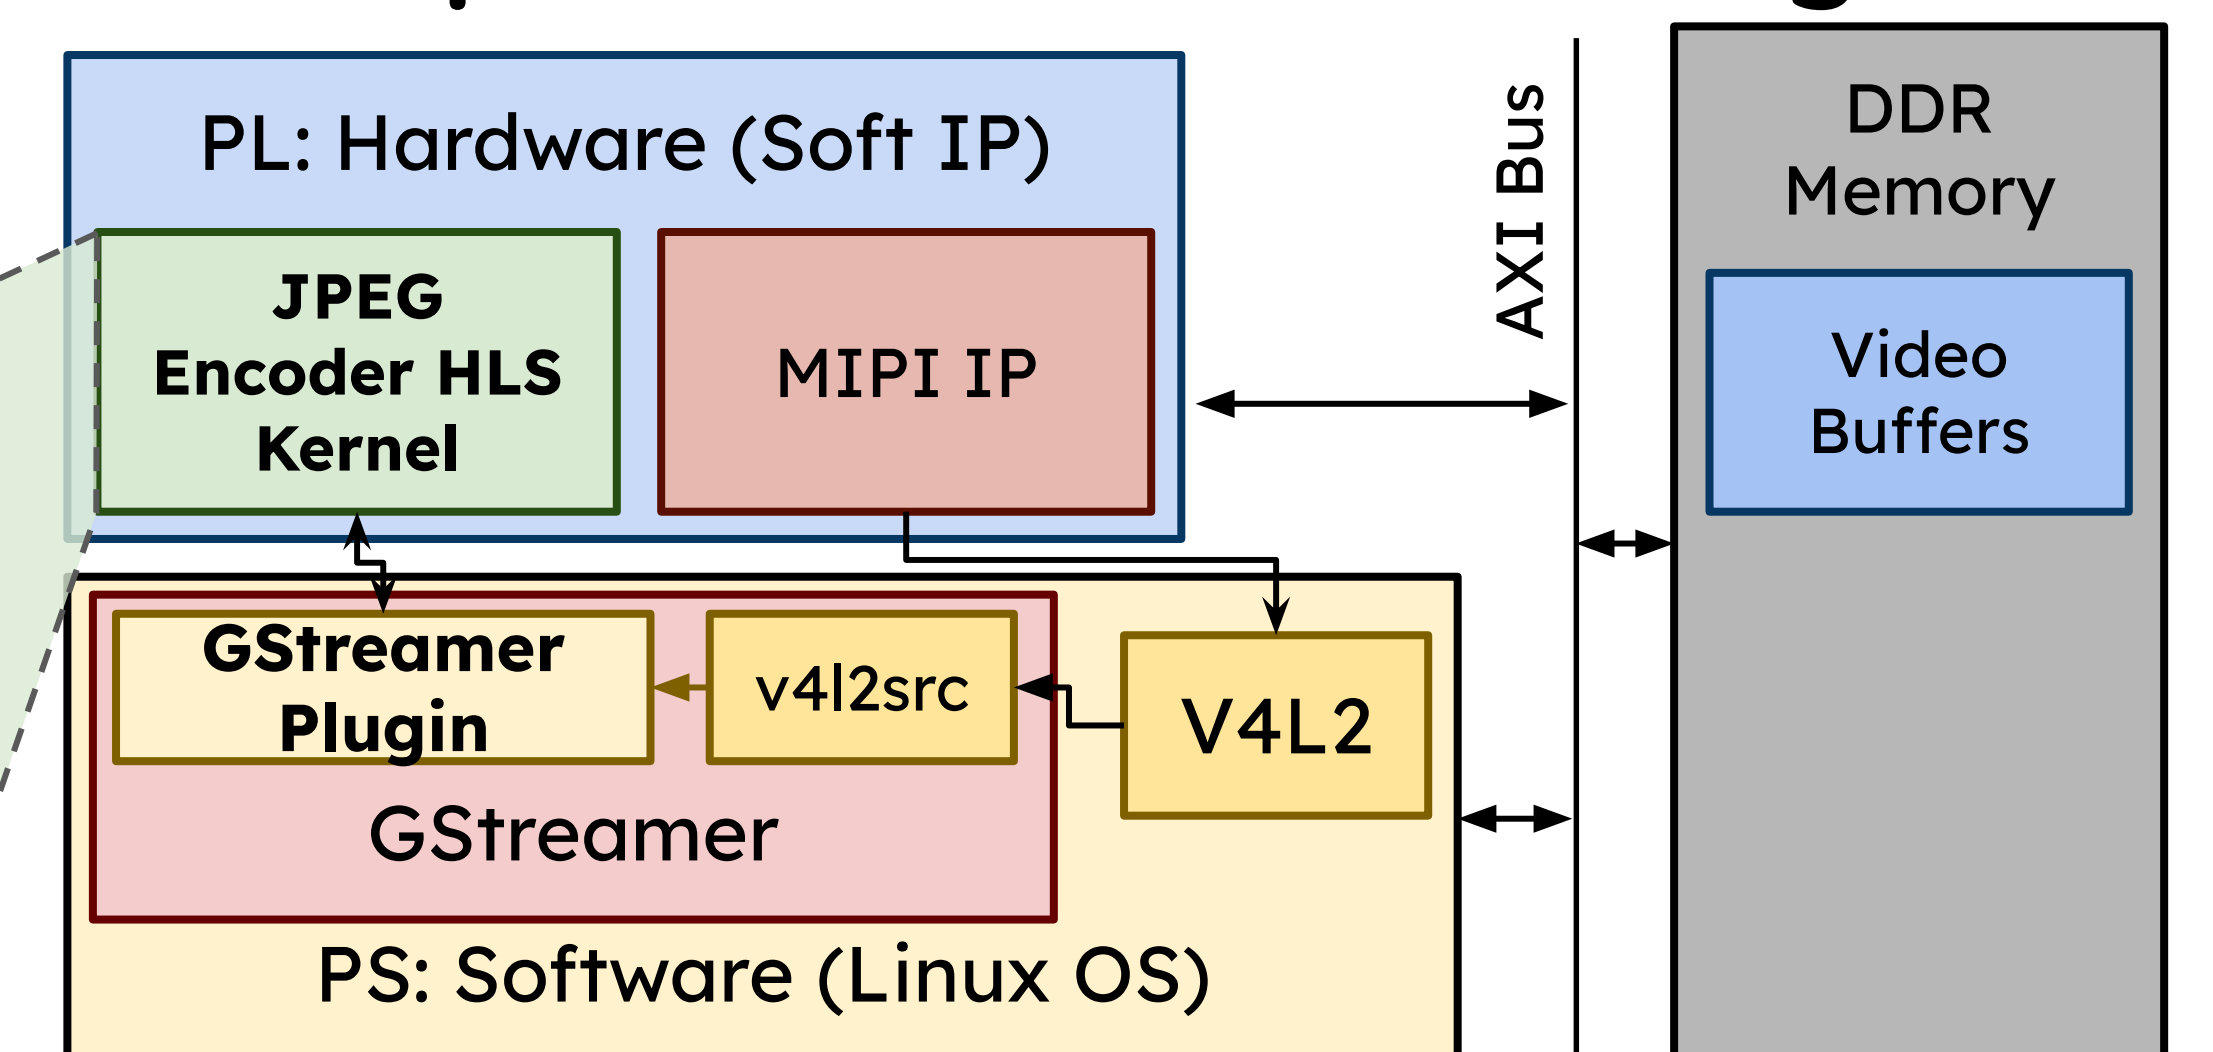 PL: Hardware (Soft IP)
JPEG
Encoder HLS
Kernel
MIPI IP
AXI Bus
DDR
Memory
Video
Buffers
GStreamer
Plugin
v4l2src
V4L2
GStreamer
PS: Software (Linux OS)